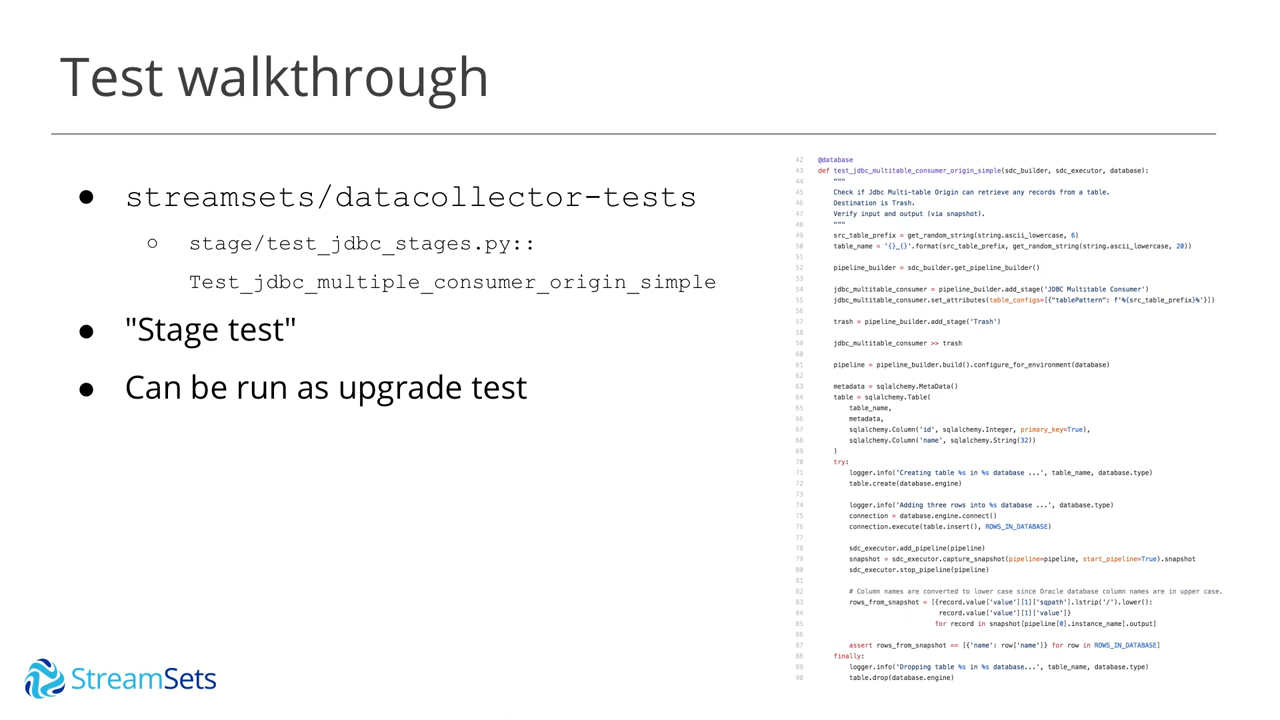 Test walkthrough
● streamsets/datacollector-tests
○ stage/test_jdbc_stages.py::
Test_jdbc_multiple_consumer_origin_simple
● "Stage test"
● Can be run as upgrade test
42 @database
43 def test_jdbc_multitable_consumer_origin_simple(sdc_builder, sdc_executor, database):
44 """
45 Check if Jdbc Multi-table Origin can retrieve any records from a table.
46 Destination is Trash.
47 Verify input and output (via snapshot).
48 """
49 src_table_prefix = get_random_string(string.ascii_lowercase, 6)
50 table_name = '{}_{}'.format(src_table_prefix, get_random_string(string.ascii_lowercase, 20))
51
52 pipeline_builder = sdc_builder.get_pipeline_builder()
53
54 jdbc_multitable_consumer = pipeline_builder.add_stage('JDBC Multitable Consumer')
55 jdbc_multitable_consumer.set_attributes(table_configs=[{"tablePattern": f'%{src_table_prefix}%'}])
56
57 trash = pipeline_builder.add_stage('Trash')
58
59 jdbc_multitable_consumer >> trash
60
61 pipeline = pipeline_builder.build().configure_for_environment(database)
62
63 metadata = sqlalchemy.MetaData()
64 table = sqlalchemy.Table(
65 table_name,
66 metadata,
67 sqlalchemy.Column('id', sqlalchemy.Integer, primary_key=True),
68 sqlalchemy.Column('name', sqlalchemy.String(32))
69 )
70 try:
71 logger.info('Creating table %s in %s database ...', table_name, database.type)
72 table.create(database.engine)
73
74 logger.info('Adding three rows into %s database ...', database.type)
75 connection = database.engine.connect()
76 connection.execute(table.insert(), ROWS_IN_DATABASE)
77
78 sdc_executor.add_pipeline(pipeline)
79 snapshot = sdc_executor.capture_snapshot(pipeline=pipeline, start_pipeline=True).snapshot
80 sdc_executor.stop_pipeline(pipeline)
81
82 # Column names are converted to lower case since Oracle database column names are in upper case.
83 rows_from_snapshot = [{record.value['value'][1]['sqpath'].lstrip('/').lower():
84 record.value['value'][1]['value']}
85 for record in snapshot[pipeline[0].instance_name].output]
86
87 assert rows_from_snapshot == [{'name': row['name']} for row in ROWS_IN_DATABASE]
88 finally:
89 logger.info('Dropping table %s in %s database...', table_name, database.type)
90 table.drop(database.engine)
StreamSets